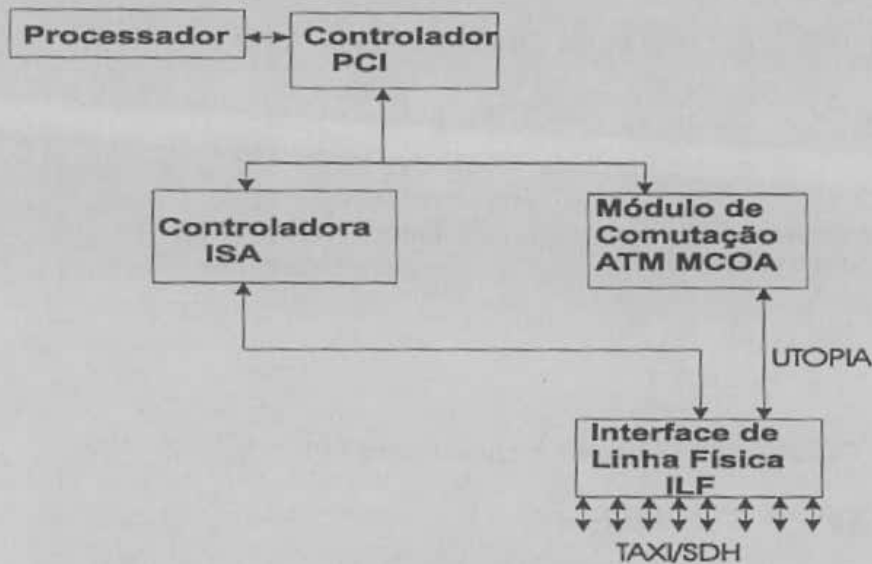 Processador
Controlador
PCI
Controladora
ISA
Módulo de
Comutação
ATM MCOA
UTOPIA
Interface de
Linha Física
ILF
TAXI/SDH